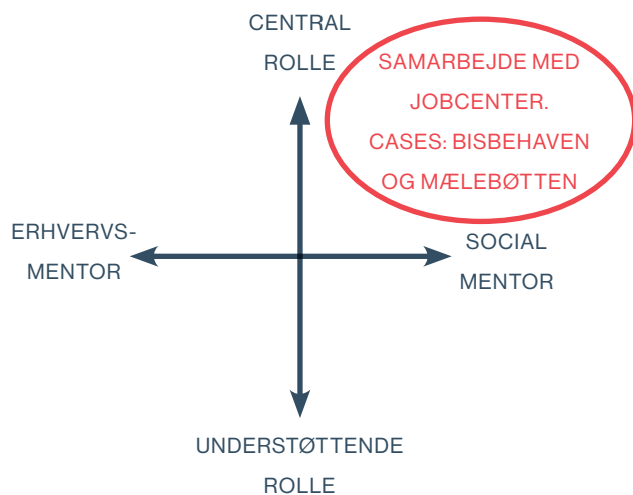 CENTRAL
ROLLE
SAMARBEJDE MED
JOBCENTER.
CASES: BISBEHAVEN
OG MÆLEBØTTEN
ERHVERVS-
MENTOR
SOCIAL
MENTOR
UNDERSTØTTENDE
ROLLE